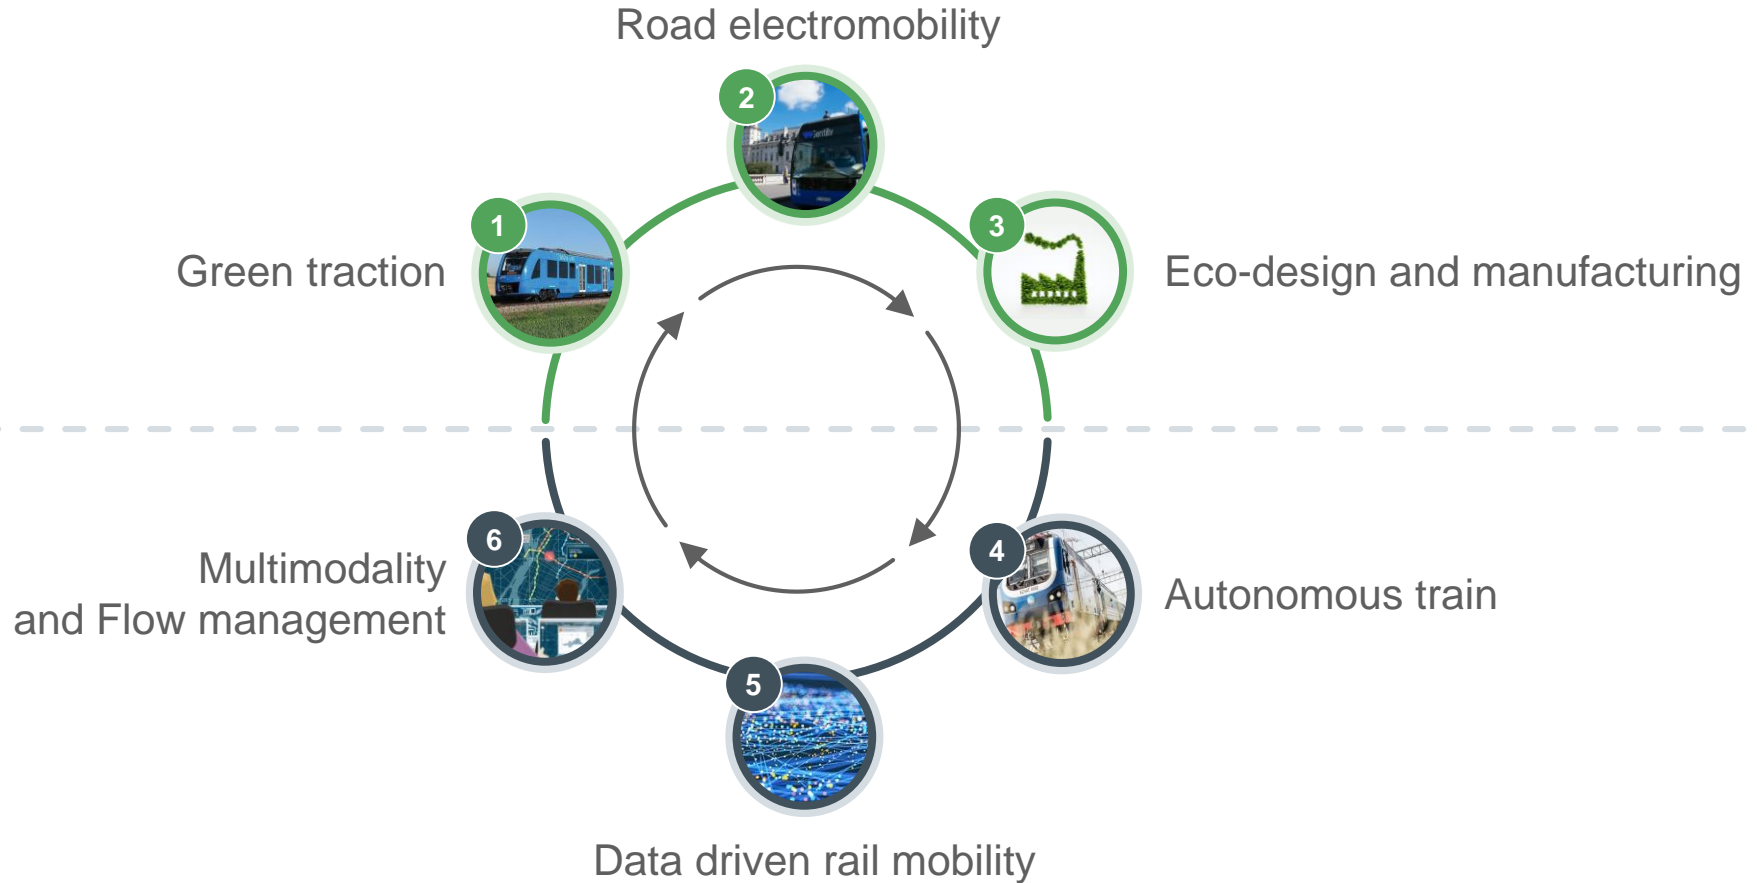 Road electromobility
2
1
Green traction
3
Eco-design and manufacturing
6
Multimodality
and Flow management
4
Autonomous train
5
Data driven rail mobility